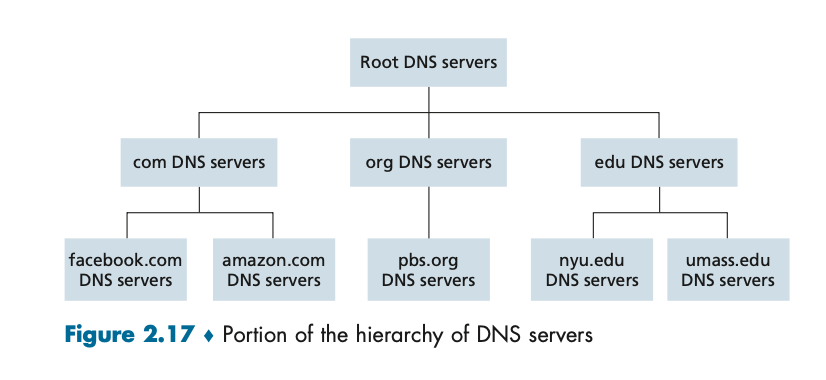 Root DNS servers
com DNS servers
org DNS servers
edu DNS servers
facebook.com
DNS servers
amazon.com
DNS servers
pbs.org
DNS servers
nyu.edu
DNS servers
umass.edu
DNS servers
Figure 2.17 ♦ Portion of the hierarchy of DNS servers